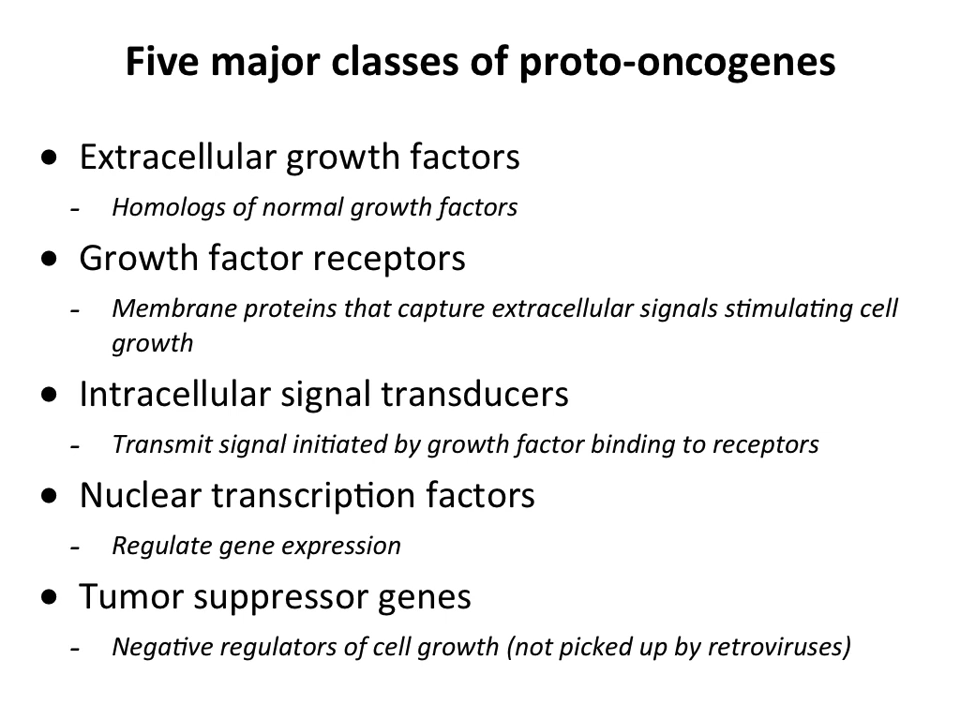 Five major classes of proto-oncogenes
• Extracellular growth factors
- Homologs of normal growth factors
• Growth factor receptors
- Membrane proteins that capture extracellular signals stimulating cell
growth
• Intracellular signal transducers
- Transmit signal initiated by growth factor binding to receptors
• Nuclear transcription factors
- Regulate gene expression
• Tumor suppressor genes
- Negative regulators of cell growth (not picked up by retroviruses)